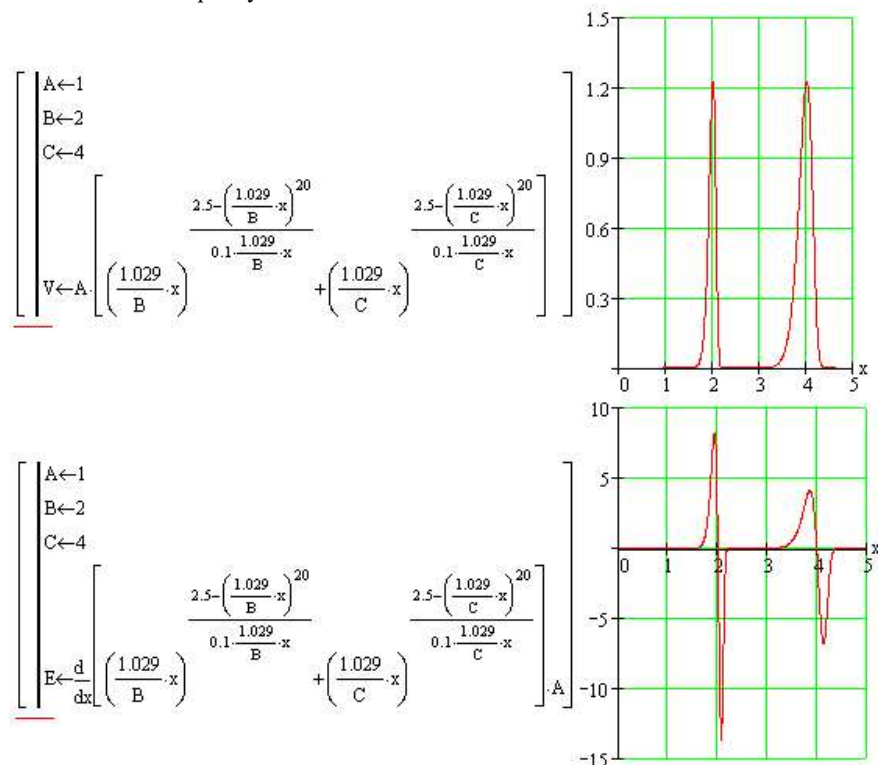 1.5
1.2
0.9
0.6
0.3
0 1 2 3 4 5 x
A←1
B←2
C←4
V←A·[(1.029/B·x)^((2.5-(1.029/B·x)^20)/(0.1·1.029/B·x))+(1.029/C·x)^((2.5-(1.029/C·x)^20)/(0.1·1.029/C·x))]
10
5
0 1 2 3 4 5 x
-5
-10
-15
A←1
B←2
C←4
E←d/dx[(1.029/B·x)^((2.5-(1.029/B·x)^20)/(0.1·1.029/B·x))+(1.029/C·x)^((2.5-(1.029/C·x)^20)/(0.1·1.029/C·x))]·A